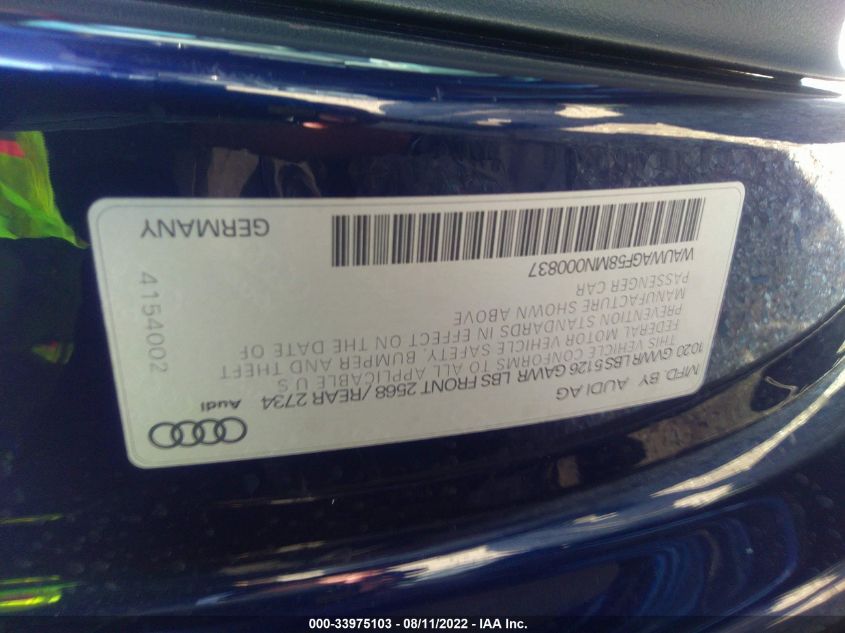 MFD. BY AUDI AG
Audi
1020 GVWR LBS 5126 GAWR LBS FRONT 2568 / REAR 2734
THIS VEHICLE CONFORMS TO ALL APPLICABLE U S
FEDERAL MOTOR VEHICLE SAFETY, BUMPER AND THEFT
PREVENTION STANDARDS IN EFFECT ON THE DATE OF
MANUFACTURE SHOWN ABOVE
PASSENGER CAR
WAUWAGF58MN000837
4154002
GERMANY
000-33975103 - 08/11/2022 - IAA Inc.